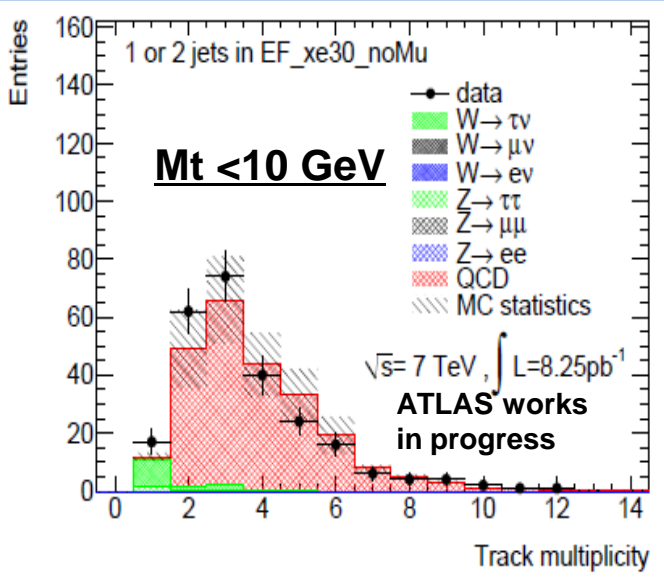 Entries
160
140
120
100
80
60
40
20
0
1 or 2 jets in EF_xe30_noMu
Mt <10 GeV
data
W→ τν
W→ μν
W→ eν
Z→ ττ
Z→ μμ
Z→ ee
QCD
MC statistics
√s= 7 TeV , ∫ L=8.25pb⁻¹
ATLAS works
in progress
0 2 4 6 8 10 12 14
Track multiplicity